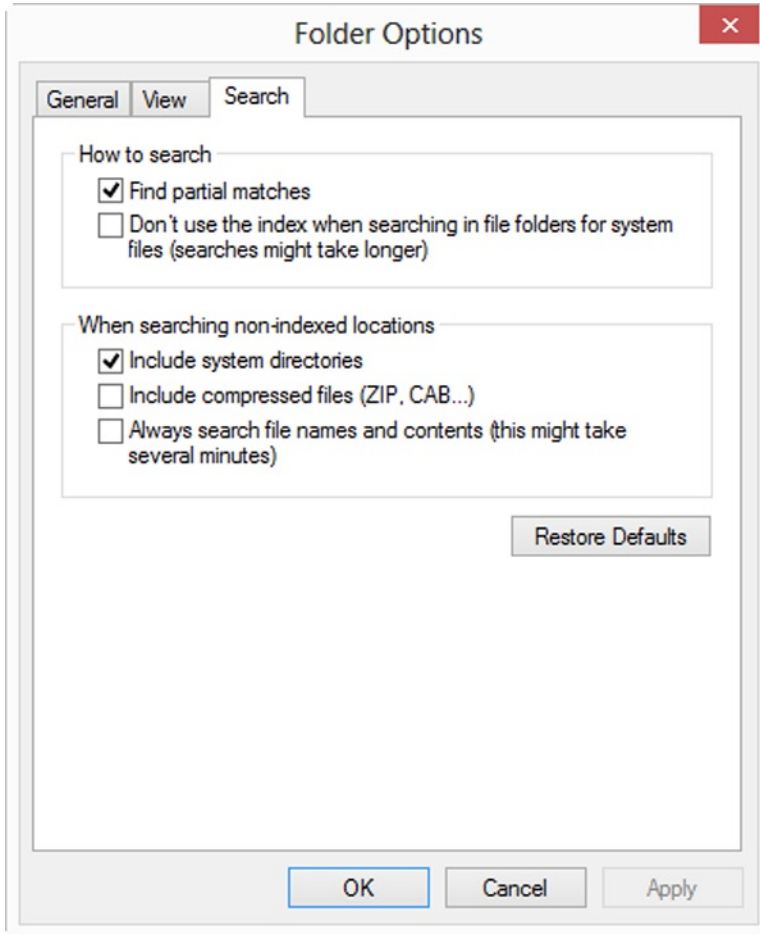 Folder Options
General View Search
How to search
Find partial matches
Don't use the index when searching in file folders for system
files (searches might take longer)
When searching non-indexed locations
Include system directories
Include compressed files (ZIP, CAB...)
Always search file names and contents (this might take
several minutes)
Restore Defaults
OK Cancel Apply